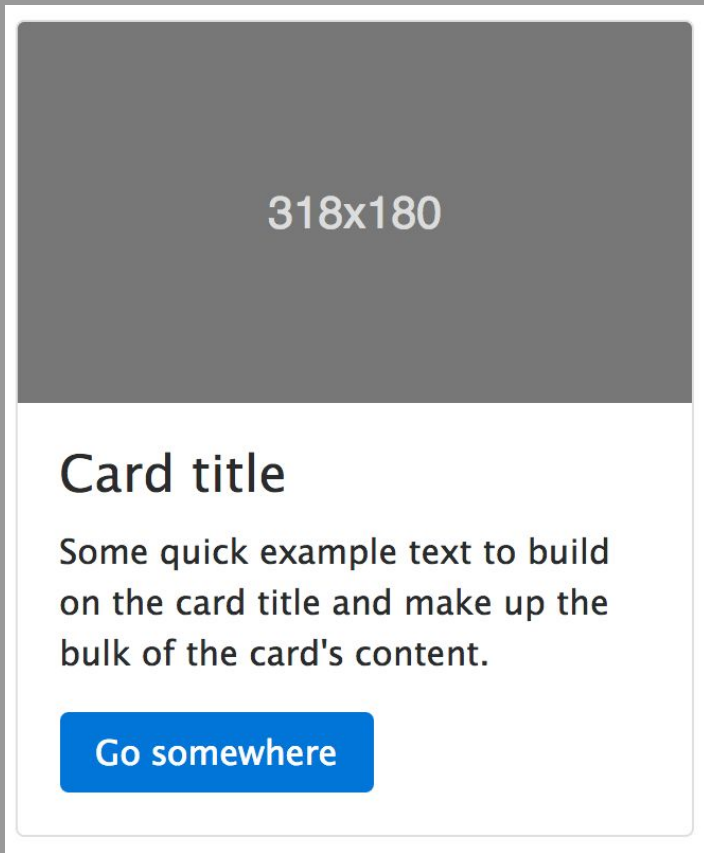 318x180
Card title
Some quick example text to build
on the card title and make up the
bulk of the card's content.
Go somewhere